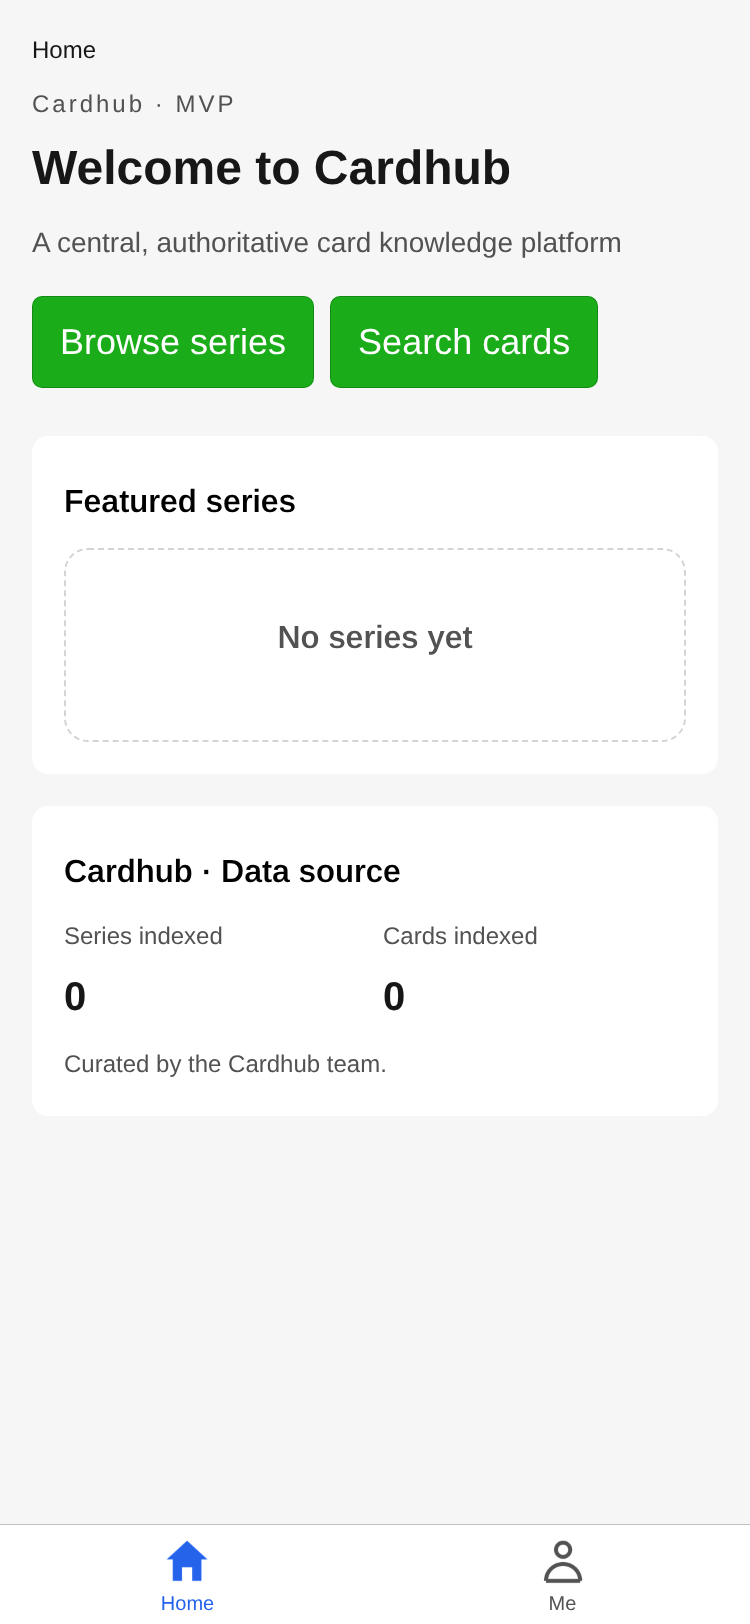 Home
Cardhub · MVP
Welcome to Cardhub
A central, authoritative card knowledge platform
Browse series
Search cards
Featured series
No series yet
Cardhub · Data source
Series indexed
Cards indexed
0
0
Curated by the Cardhub team.
Home
Me